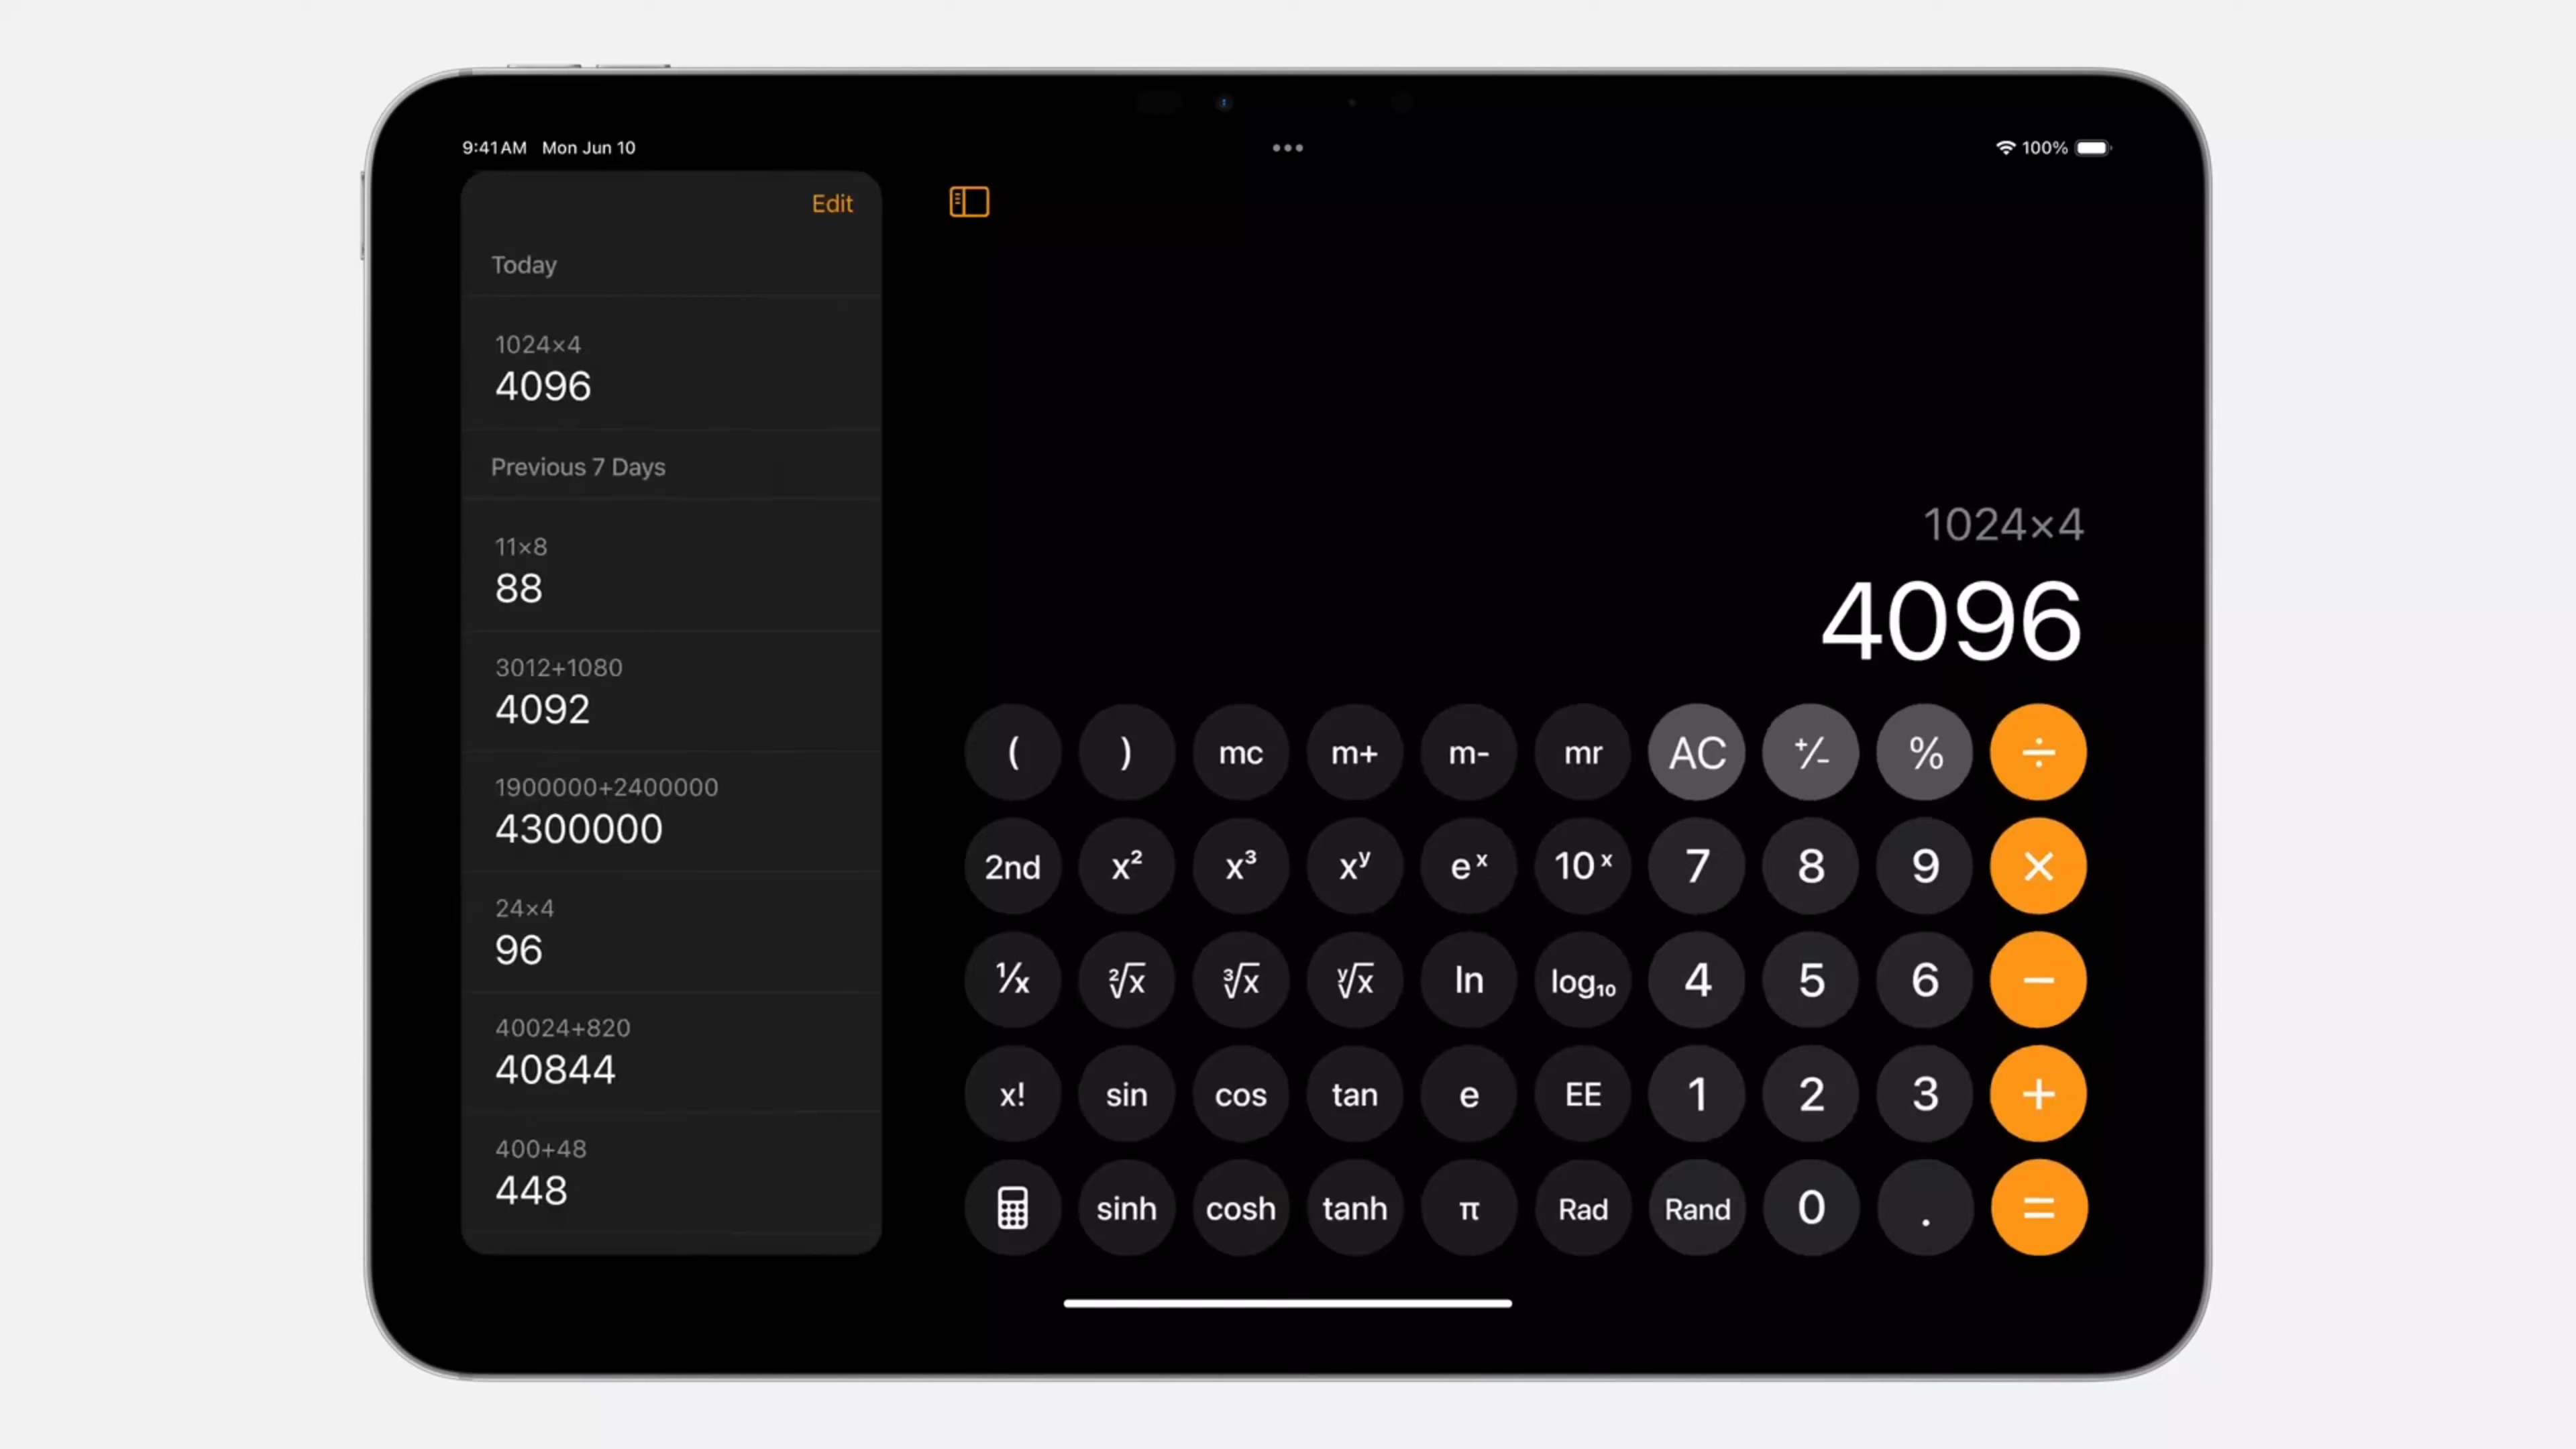 9:41 AM Mon Jun 10
100%
Edit
Today
1024×4
4096
Previous 7 Days
11×8
88
3012+1080
4092
1900000+2400000
4300000
24×4
96
40024+820
40844
400+48
448
1024×4
4096
( ) mc m+ m- mr AC +/- % ÷
2nd x² x³ xʸ eˣ 10ˣ 7 8 9 ×
1/x ²√x ³√x ʸ√x ln log₁₀ 4 5 6 −
x! sin cos tan e EE 1 2 3 +
sinh cosh tanh π Rad Rand 0 . =